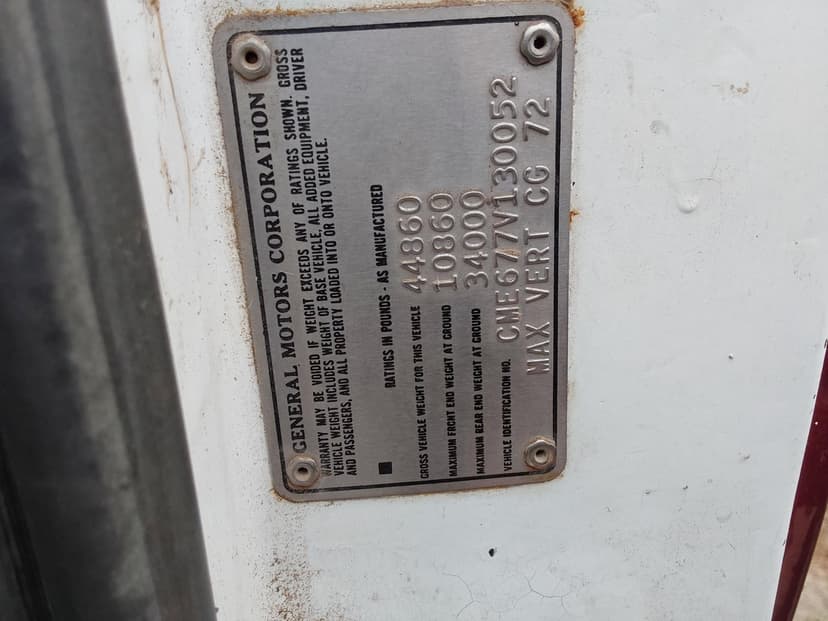 GENERAL MOTORS CORPORATION
WARRANTY MAY BE VOIDED IF WEIGHT EXCEEDS ANY OF RATINGS SHOWN. GROSS
VEHICLE WEIGHT INCLUDES WEIGHT OF BASE VEHICLE, ALL ADDED EQUIPMENT, DRIVER
AND PASSENGERS, AND ALL PROPERTY LOADED INTO OR ONTO VEHICLE.
RATINGS IN POUNDS - AS MANUFACTURED
GROSS VEHICLE WEIGHT FOR THIS VEHICLE 44860
MAXIMUM FRONT END WEIGHT AT GROUND 10860
MAXIMUM REAR END WEIGHT AT GROUND 34000
VEHICLE IDENTIFICATION NO. CME677V130052
MAX VERT CG 72